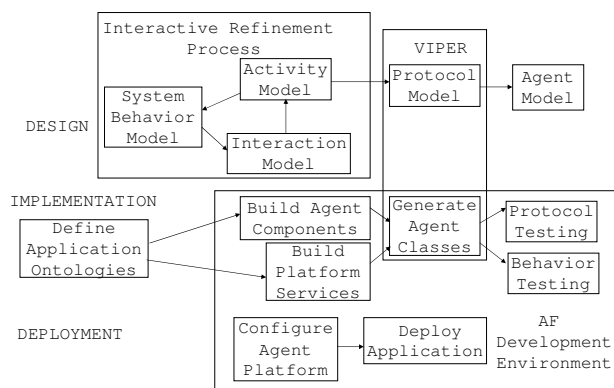 Interactive Refinement
Process
VIPER
Activity
Model
Protocol
Model
Agent
Model
System
Behavior
Model
DESIGN
Interaction
Model
IMPLEMENTATION
Define
Application
Ontologies
Build Agent
Components
Generate
Agent
Classes
Protocol
Testing
Build
Platform
Services
Behavior
Testing
DEPLOYMENT
Configure
Agent
Platform
Deploy
Application
AF
Development
Environment